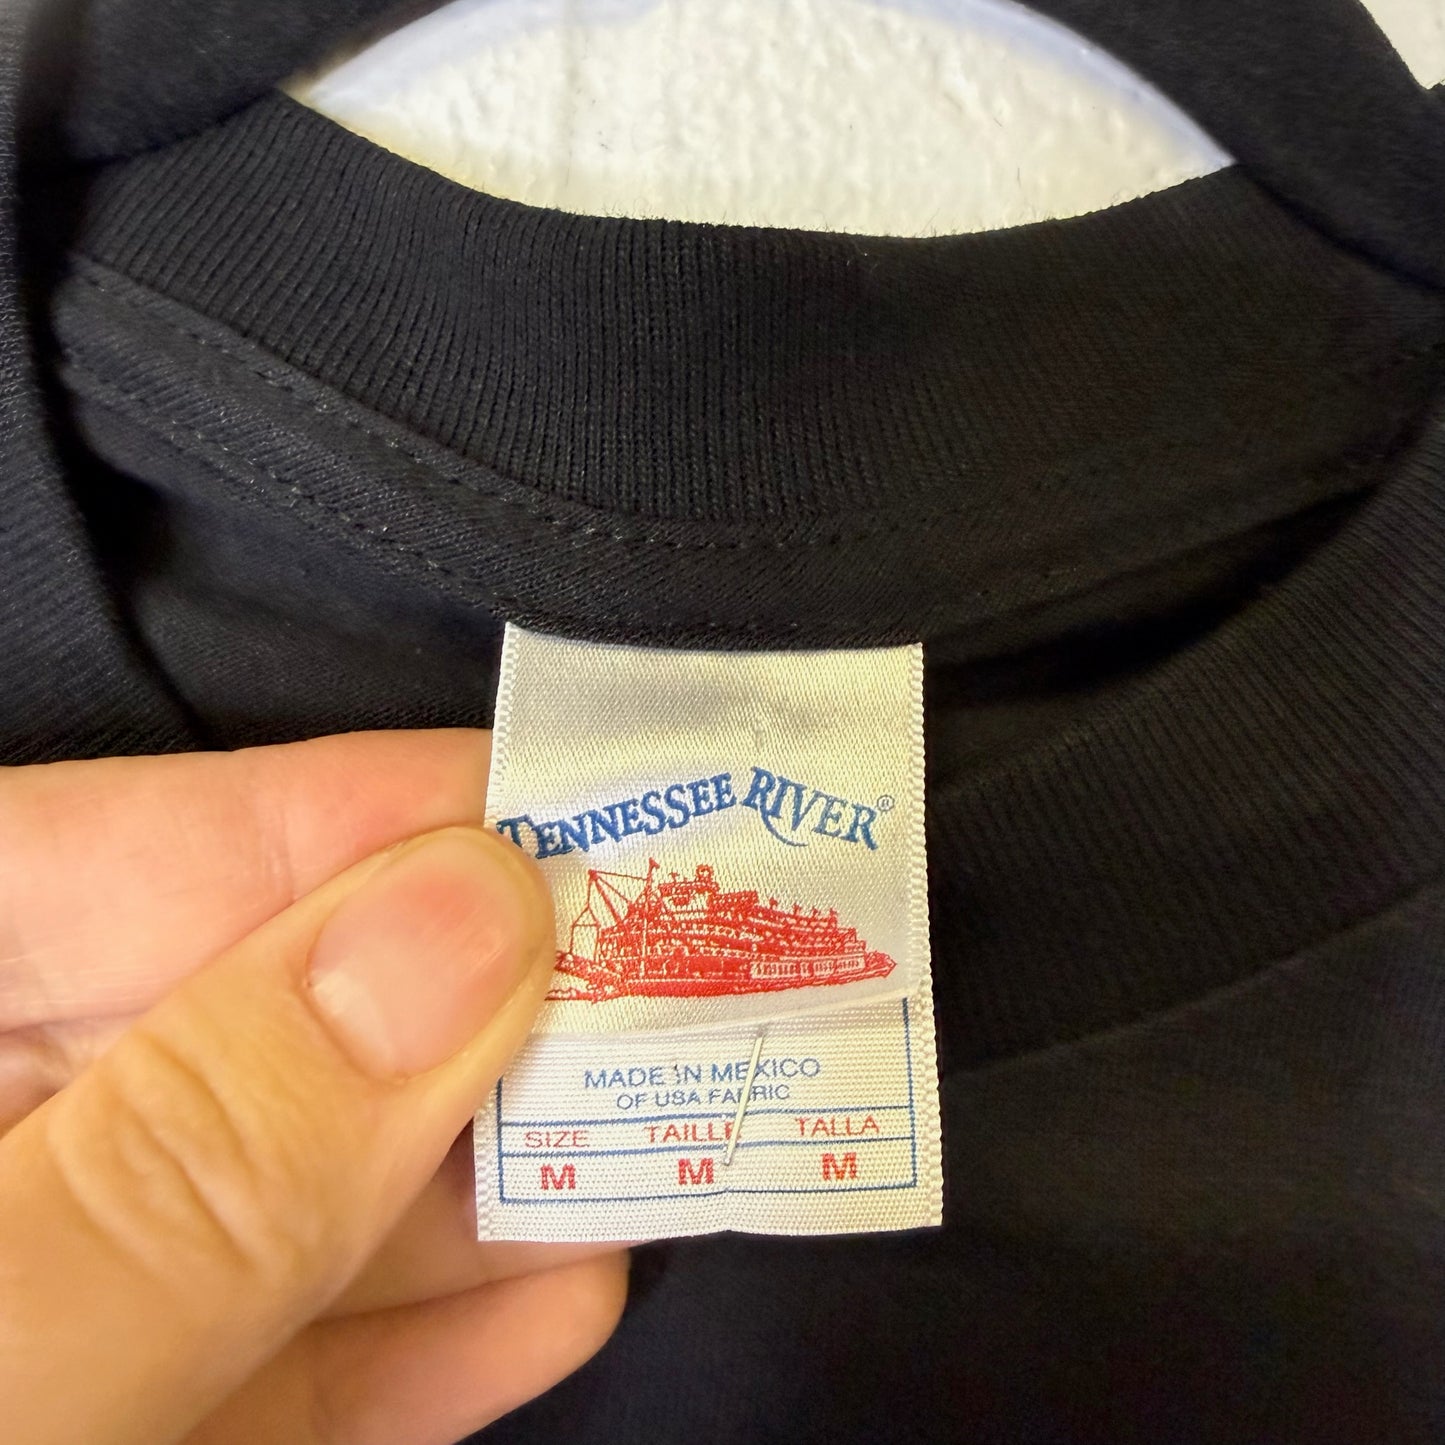 TENNESSEE RIVER®
MADE IN MEXICO
OF USA FABRIC
SIZE TAILLE TALLA
M M M